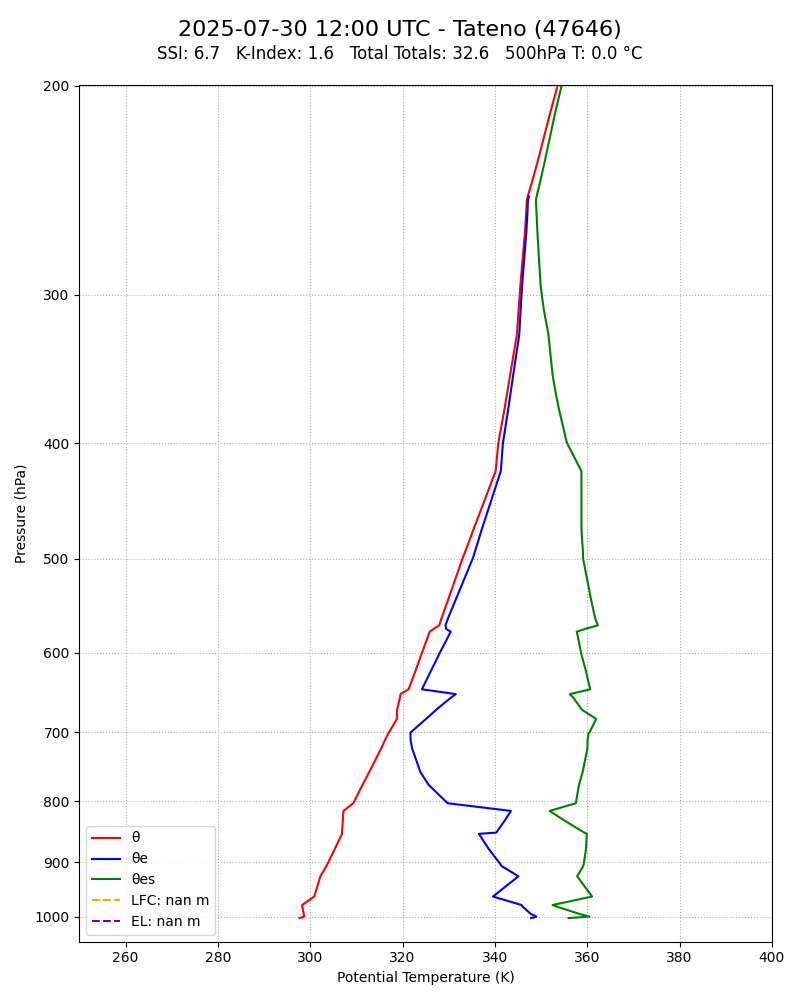 2025-07-30 12:00 UTC - Tateno (47646)
SSI: 6.7 K-Index: 1.6 Total Totals: 32.6 500hPa T: 0.0 °C
Pressure (hPa)
200
300
400
500
600
700
800
900
1000
θ
θe
θes
LFC: nan m
EL: nan m
260 280 300 320 340 360 380 400
Potential Temperature (K)